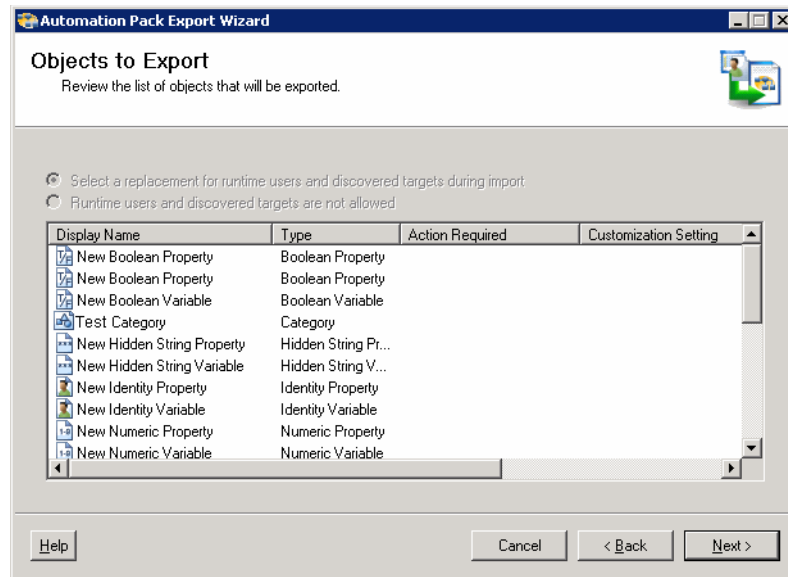 Automation Pack Export Wizard
Objects to Export
Review the list of objects that will be exported.
Select a replacement for runtime users and discovered targets during import
Runtime users and discovered targets are not allowed
Display Name Type Action Required Customization Setting
New Boolean Property Boolean Property
New Boolean Property Boolean Property
New Boolean Variable Boolean Variable
Test Category Category
New Hidden String Property Hidden String Pr...
New Hidden String Variable Hidden String V...
New Identity Property Identity Property
New Identity Variable Identity Variable
New Numeric Property Numeric Property
New Numeric Variable Numeric Variable
Help Cancel < Back Next >